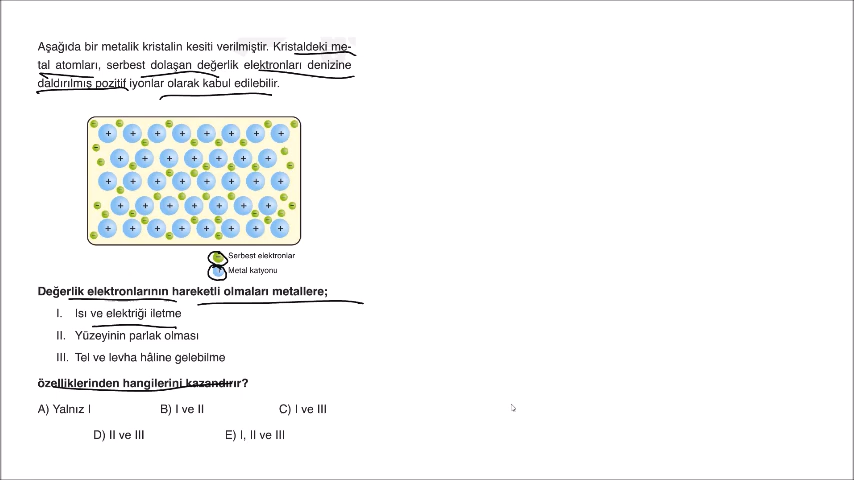 Aşağıda bir metalik kristalin kesiti verilmiştir. Kristaldeki me-
tal atomları, serbest dolaşan değerlik elektronları denizine
daldırılmış pozitif iyonlar olarak kabul edilebilir.
Serbest elektronlar
Metal katyonu
Değerlik elektronlarının hareketli olmaları metallere;
I. Isı ve elektriği iletme
II. Yüzeyinin parlak olması
III. Tel ve levha hâline gelebilme
özelliklerinden hangilerini kazandırır?
A) Yalnız I B) I ve II C) I ve III
D) II ve III E) I, II ve III